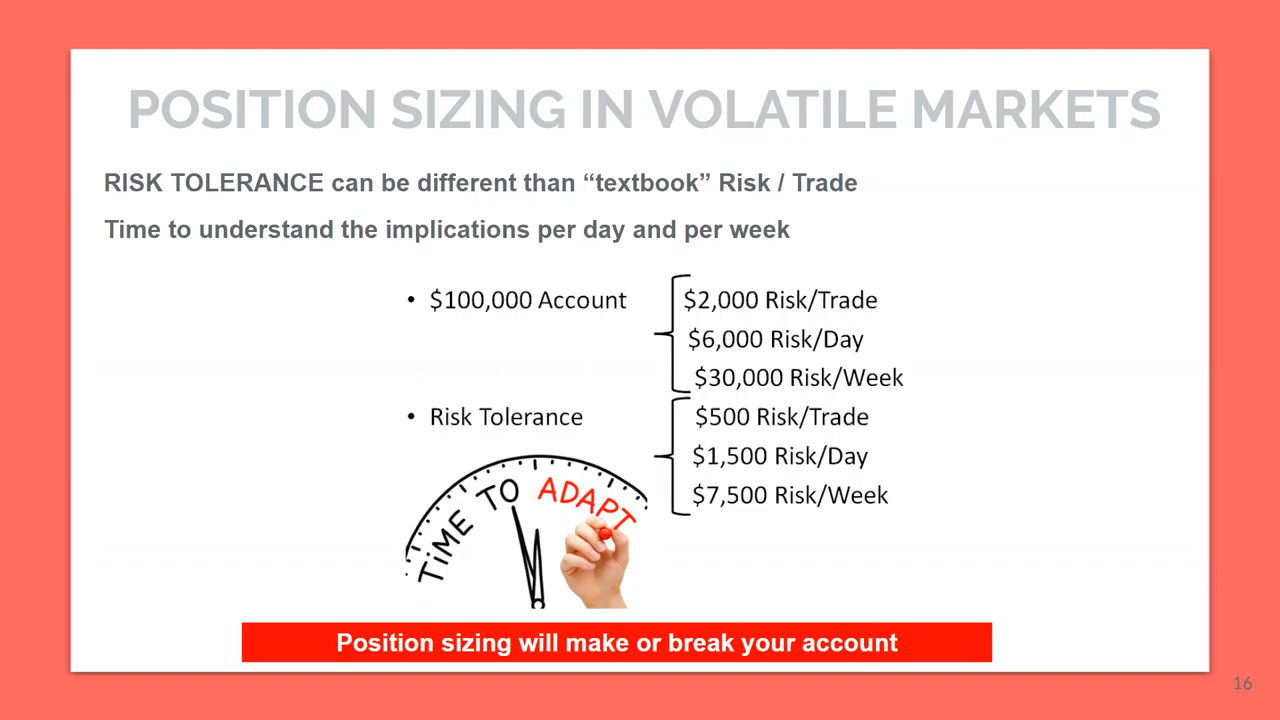 POSITION SIZING IN VOLATILE MARKETS
RISK TOLERANCE can be different than “textbook” Risk / Trade
Time to understand the implications per day and per week
• $100,000 Account
$2,000 Risk/Trade
$6,000 Risk/Day
$30,000 Risk/Week
• Risk Tolerance
$500 Risk/Trade
$1,500 Risk/Day
$7,500 Risk/Week
TiME TO ADAPT
Position sizing will make or break your account
16